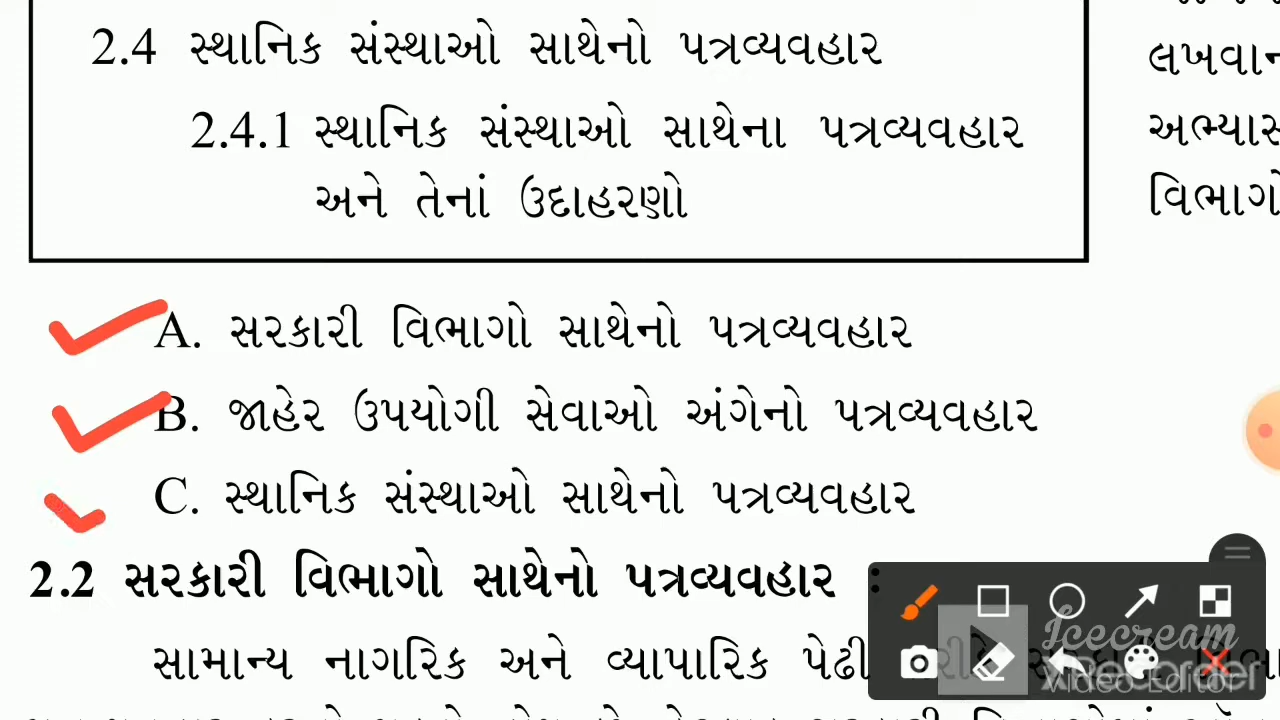 2.4 સ્થાનિક સંસ્થાઓ સાથેનો પત્રવ્યવહાર
2.4.1 સ્થાનિક સંસ્થાઓ સાથેના પત્રવ્યવહાર
અને તેનાં ઉદાહરણો
અભ્યાસ
A. સરકારી વિભાગો સાથેનો પત્રવ્યવહાર
B. જાહેર ઉપયોગી સેવાઓ અંગેનો પત્રવ્યવહાર
C. સ્થાનિક સંસ્થાઓ સાથેનો પત્રવ્યવહાર
2.2 સરકારી વિભાગો સાથેનો પત્રવ્યવહાર :
સામાન્ય નાગરિક અને વ્યાપારિક પેઢી
Icecream
Video Editor